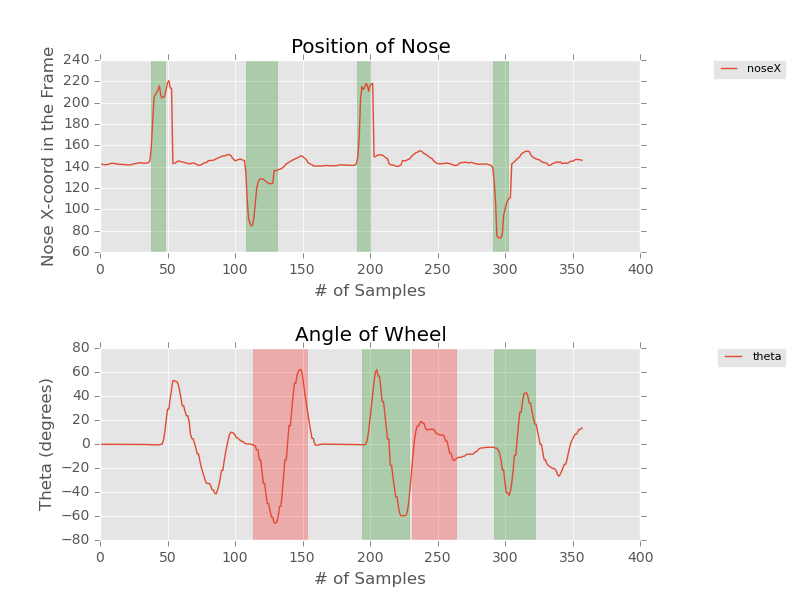 Position of Nose
Nose X-coord in the Frame
240
220
200
180
160
140
120
100
80
60
0 50 100 150 200 250 300 350 400
# of Samples
noseX
Angle of Wheel
Theta (degrees)
80
60
40
20
0
−20
−40
−60
−80
0 50 100 150 200 250 300 350 400
# of Samples
theta